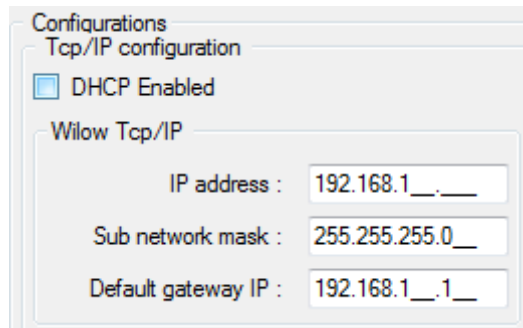 Configurations
Tcp/IP configuration
DHCP Enabled
Wilow Tcp/IP
IP address : 192.168.1__.___
Sub network mask : 255.255.255.0__
Default gateway IP : 192.168.1__.1__